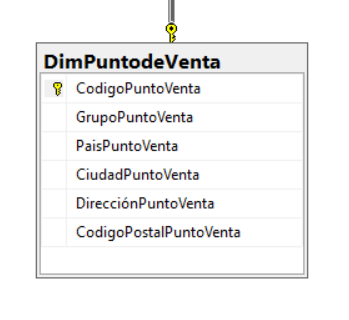 DimPuntodeVenta
CodigoPuntoVenta
GrupoPuntoVenta
PaisPuntoVenta
CiudadPuntoVenta
DirecciónPuntoVenta
CodigoPostalPuntoVenta